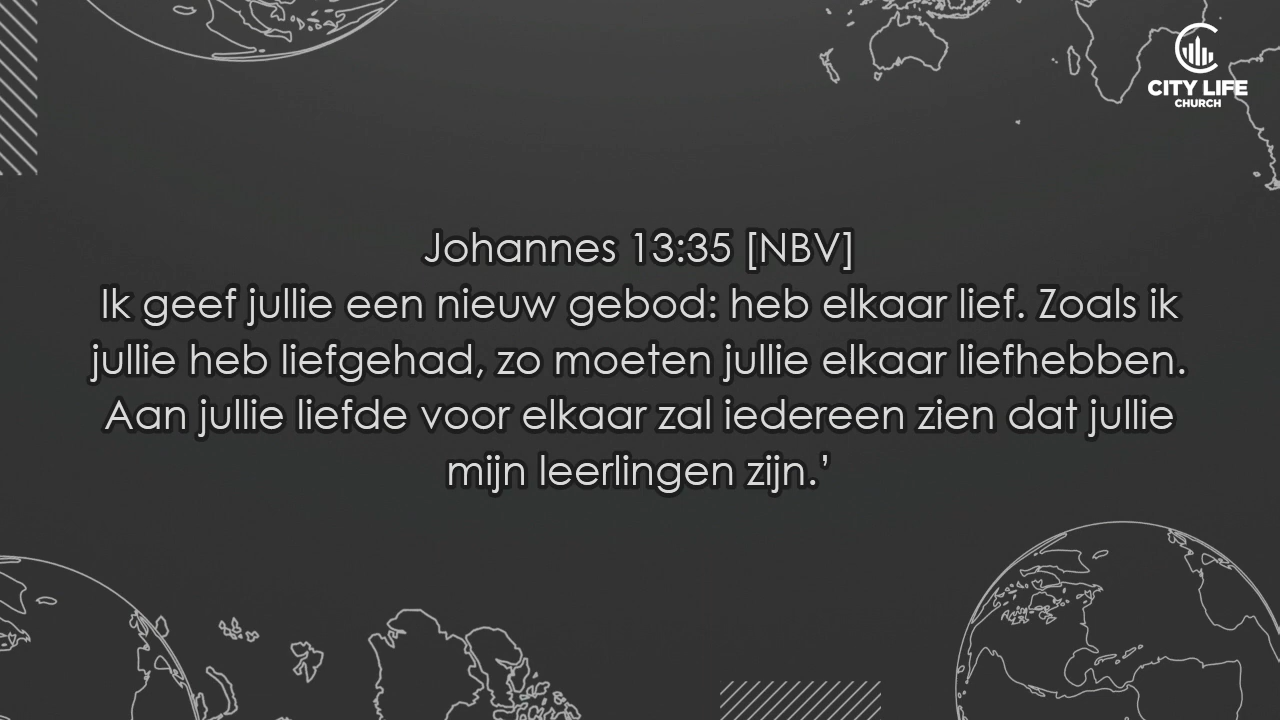 CITY LIFE
CHURCH
Johannes 13:35 [NBV]
Ik geef jullie een nieuw gebod: heb elkaar lief. Zoals ik
jullie heb liefgehad, zo moeten jullie elkaar liefhebben.
Aan jullie liefde voor elkaar zal iedereen zien dat jullie
mijn leerlingen zijn.’